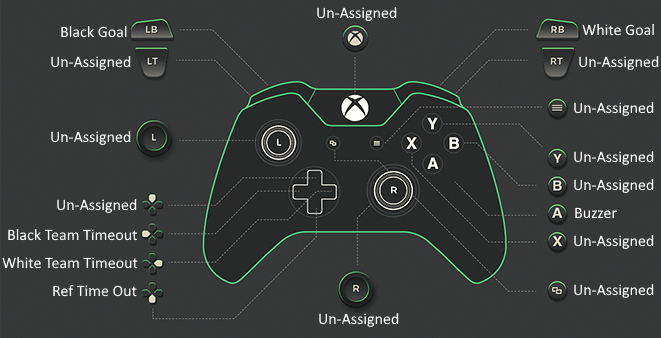 Un-Assigned
Black Goal LB
RB White Goal
Un-Assigned LT
RT Un-Assigned
Un-Assigned
Un-Assigned L
L
Y
X B
A
R
Y Un-Assigned
B Un-Assigned
A Buzzer
X Un-Assigned
Un-Assigned
Un-Assigned
Black Team Timeout
White Team Timeout
Ref Time Out
R
Un-Assigned